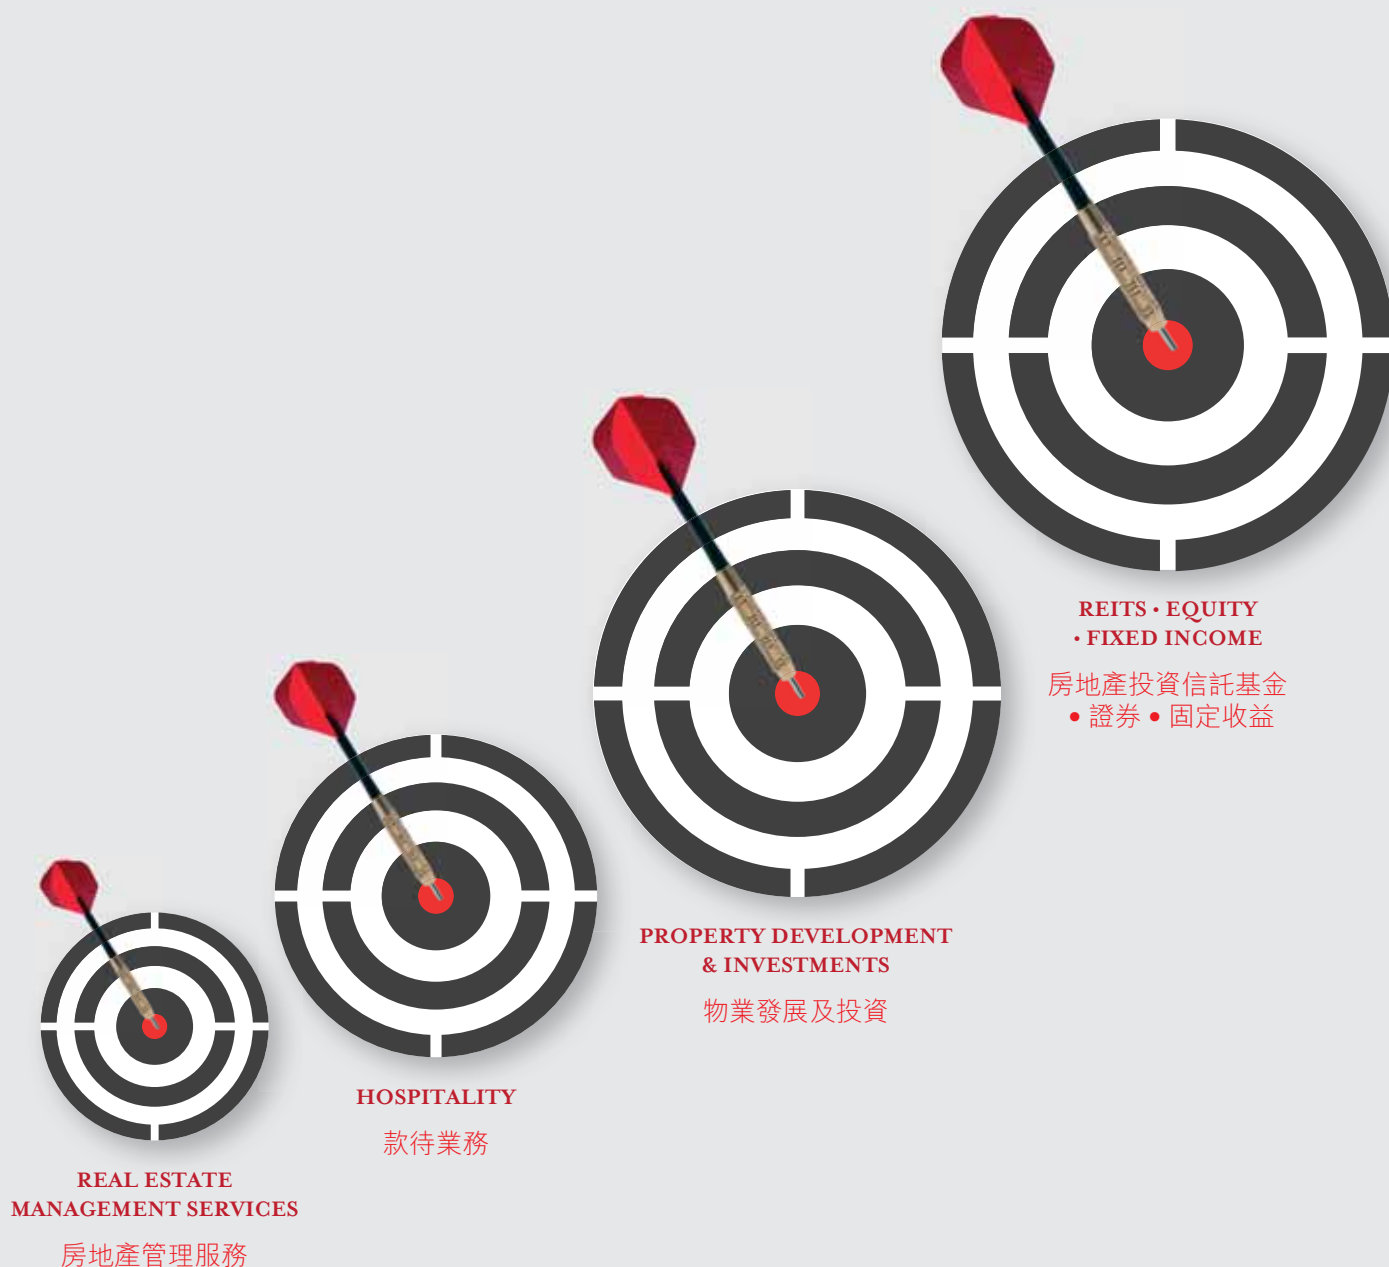 REITS • EQUITY
• FIXED INCOME
房地產投資信託基金
• 證券 • 固定收益
PROPERTY DEVELOPMENT
& INVESTMENTS
物業發展及投資
HOSPITALITY
款待業務
REAL ESTATE
MANAGEMENT SERVICES
房地產管理服務